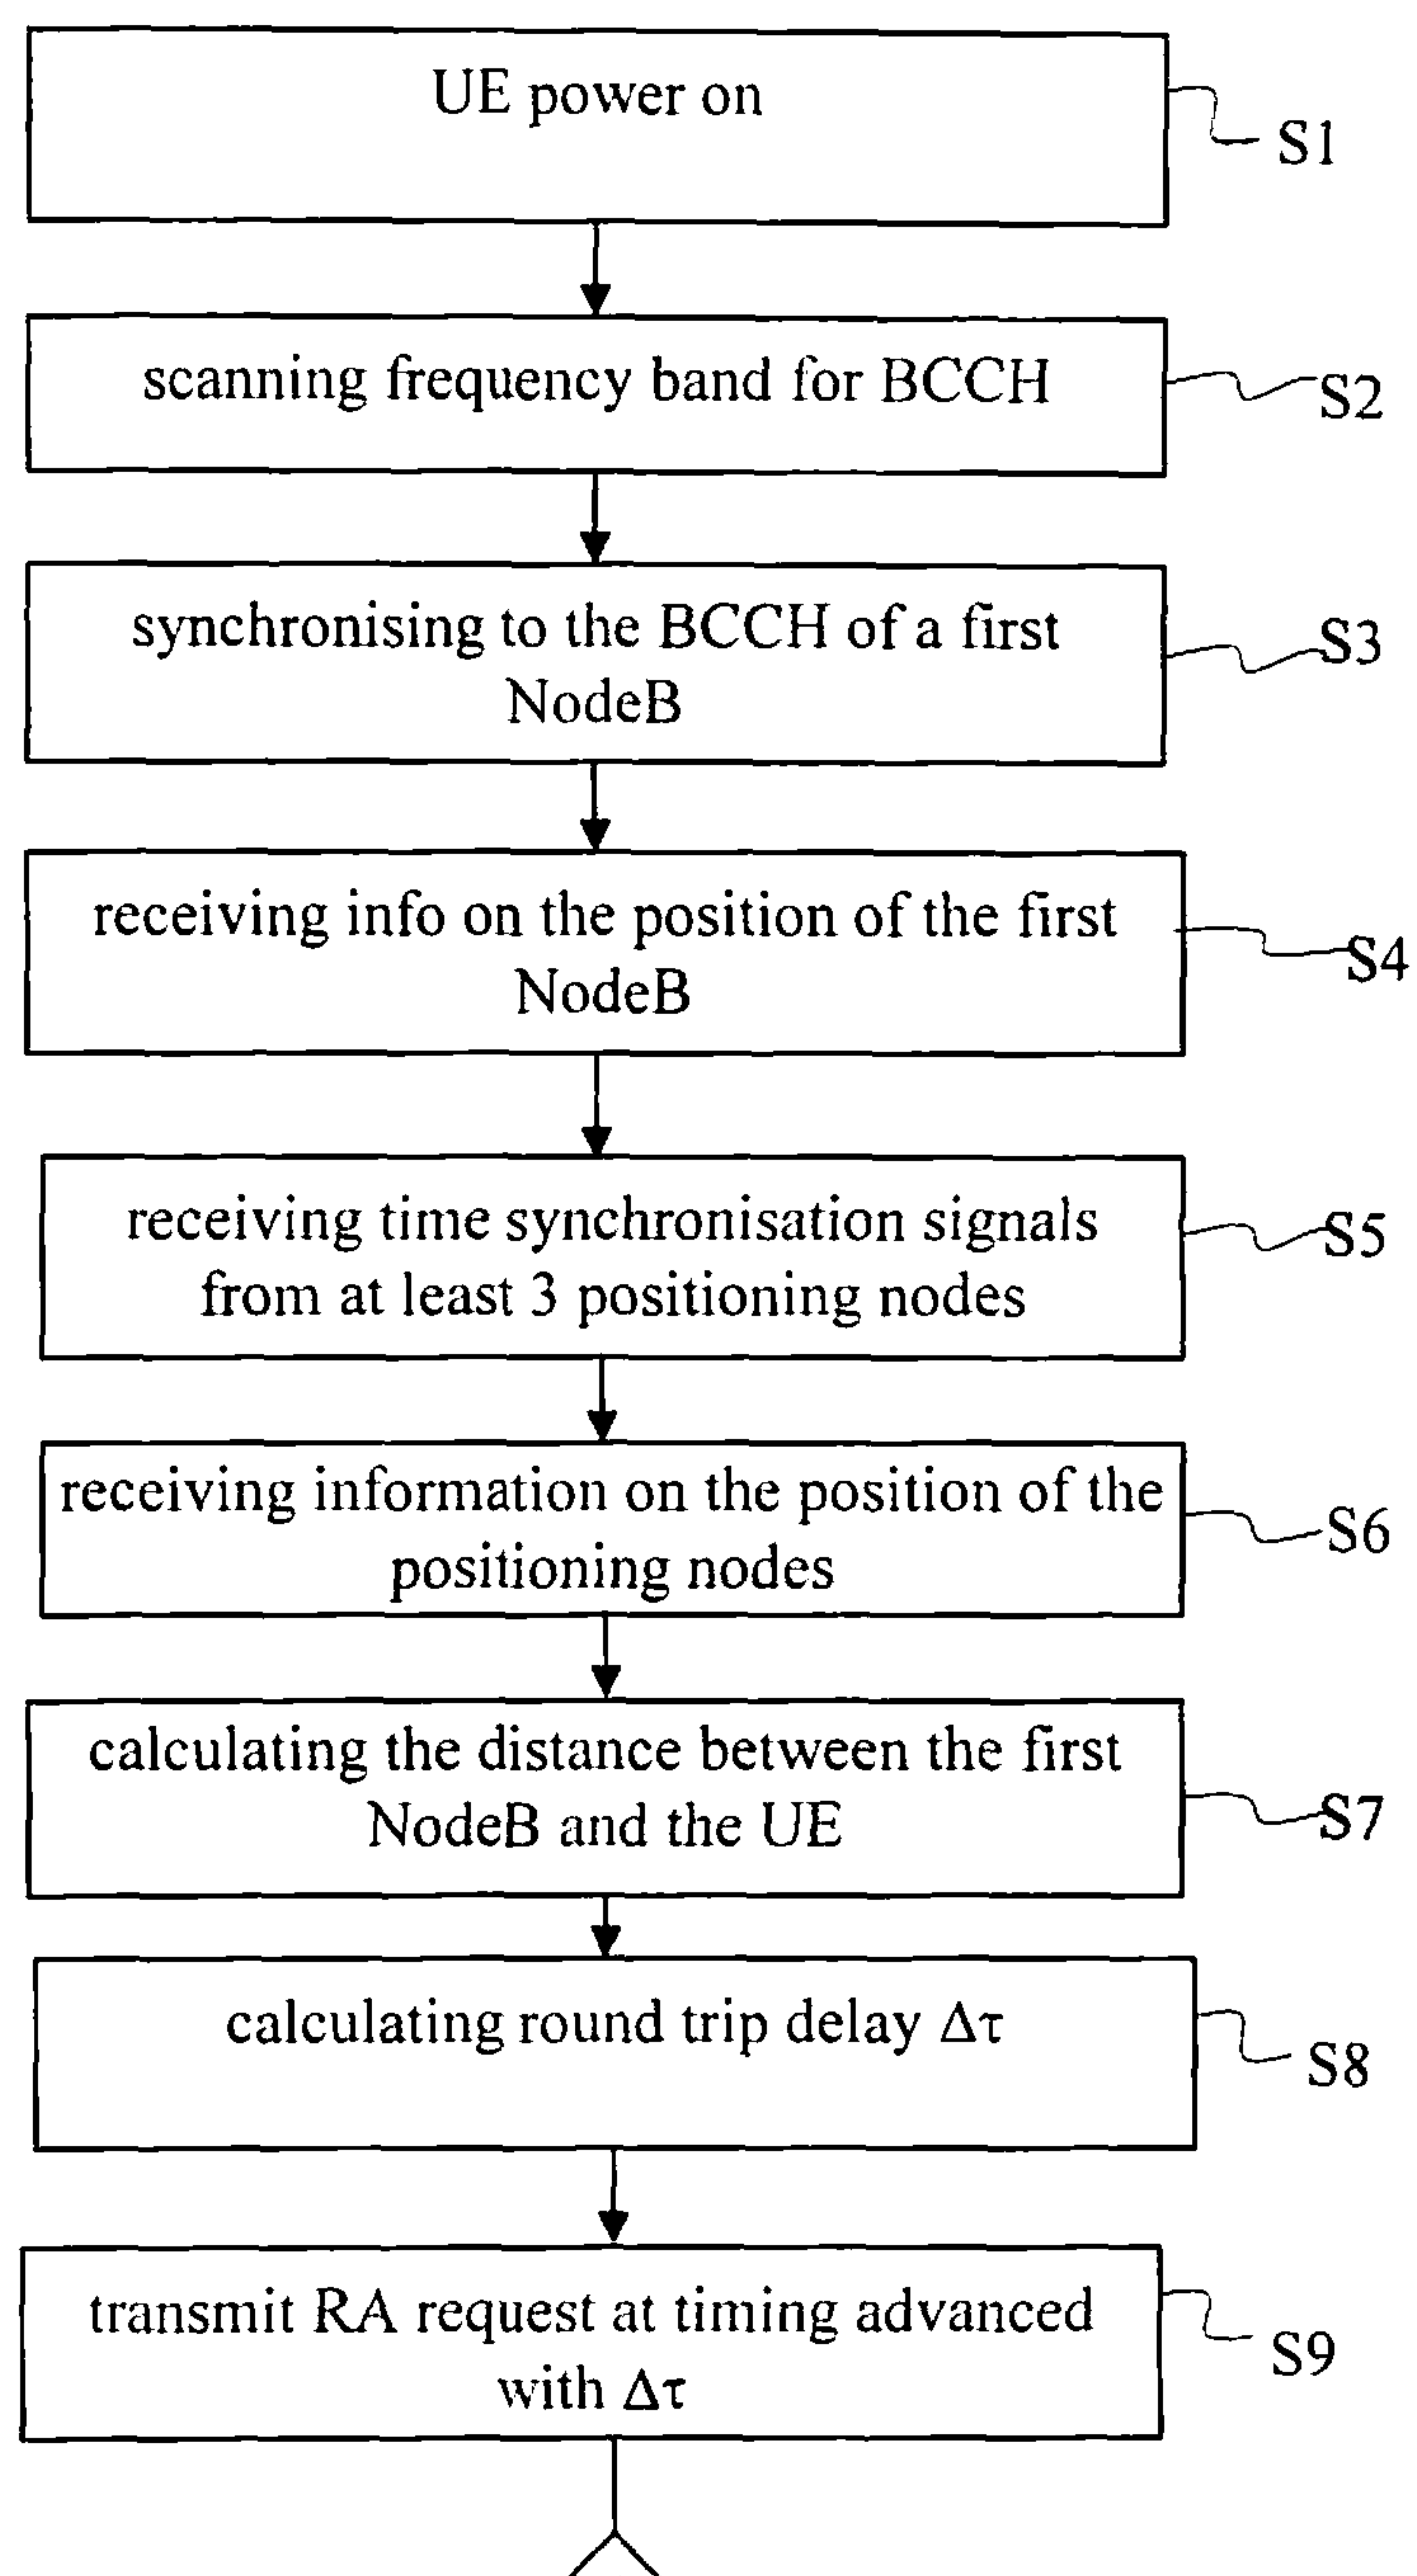 UE power on
S1
scanning frequency band for BCCH
S2
synchronising to the BCCH of a first
NodeB
S3
receiving info on the position of the first
NodeB
S4
receiving time synchronisation signals
from at least 3 positioning nodes
S5
receiving information on the position of the
positioning nodes
S6
calculating the distance between the first
NodeB and the UE
S7
calculating round trip delay Δτ
S8
transmit RA request at timing advanced
with Δτ
S9